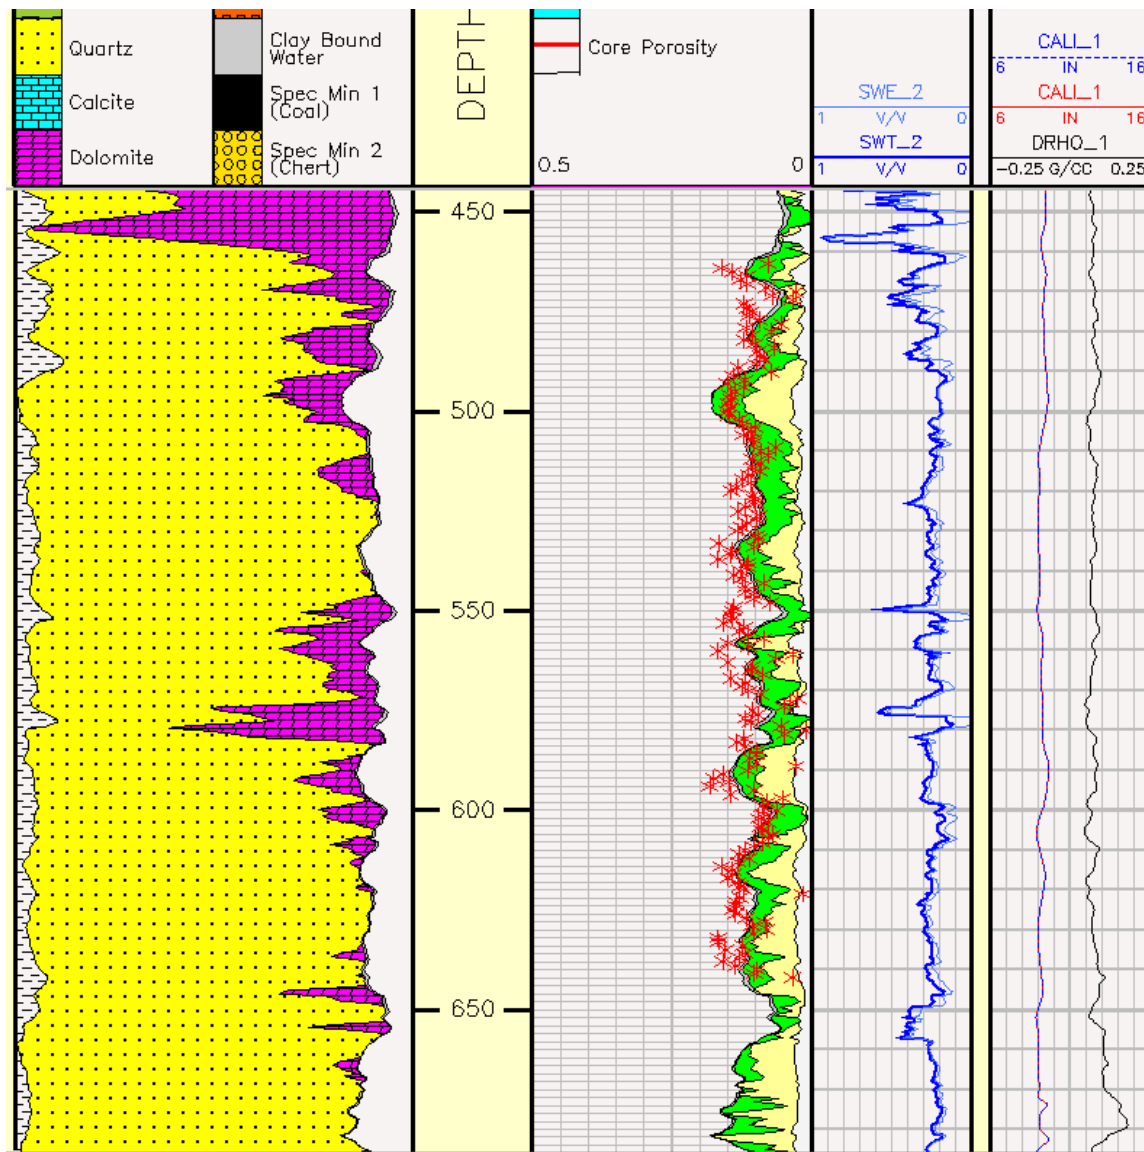 Quartz
Calcite
Dolomite
Clay Bound
Water
Spec Min 1
(Coal)
Spec Min 2
(Chert)
DEPTH
Core Porosity
0.5 0
SWE_2
1 V/V 0
SWT_2
1 V/V 0
CALI_1
6 IN 16
CALI_1
6 IN 16
DRHO_1
-0.25 G/CC 0.25
450
500
550
600
650